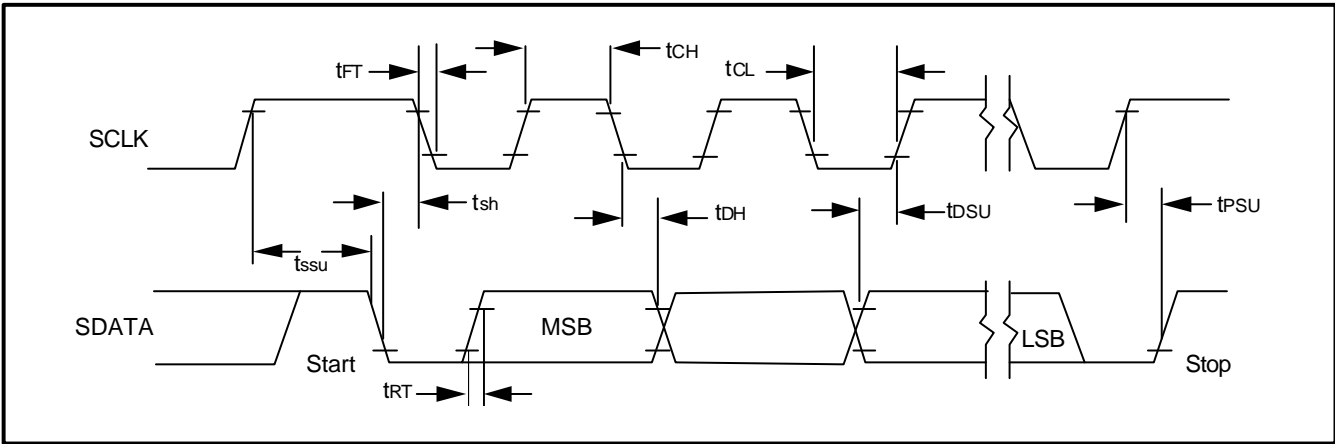 tCH
tFT
tCL
SCLK
tsh
tDH
tDSU
tPSU
tssu
SDATA
MSB
LSB
Start
Stop
tRT